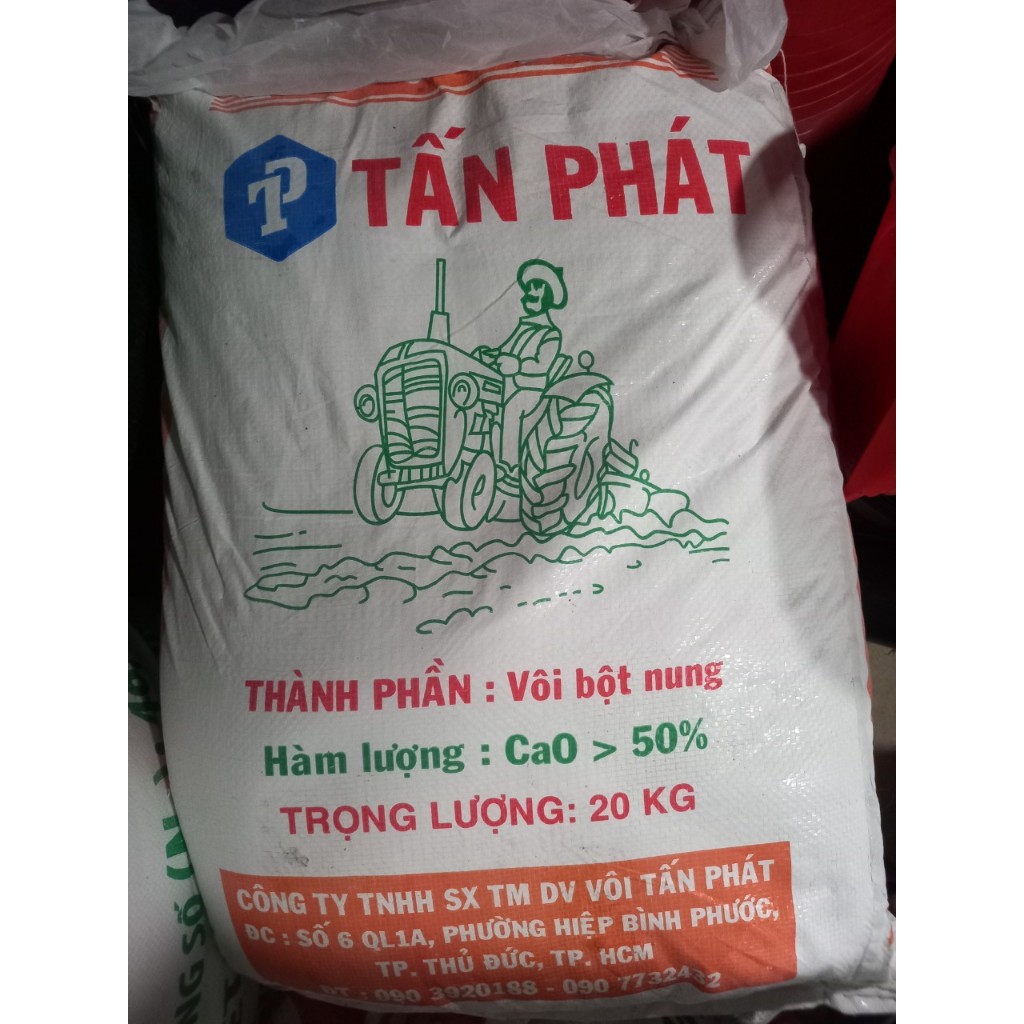 TP TẤN PHÁT
THÀNH PHẦN : Vôi bột nung
Hàm lượng : CaO > 50%
TRỌNG LƯỢNG: 20 KG
CÔNG TY TNHH SX TM DV VÔI TẤN PHÁT
ĐC : SỐ 6 QL1A, PHƯỜNG HIỆP BÌNH PHƯỚC,
TP. THỦ ĐỨC, TP. HCM
ĐT : 090 3920188 - 090